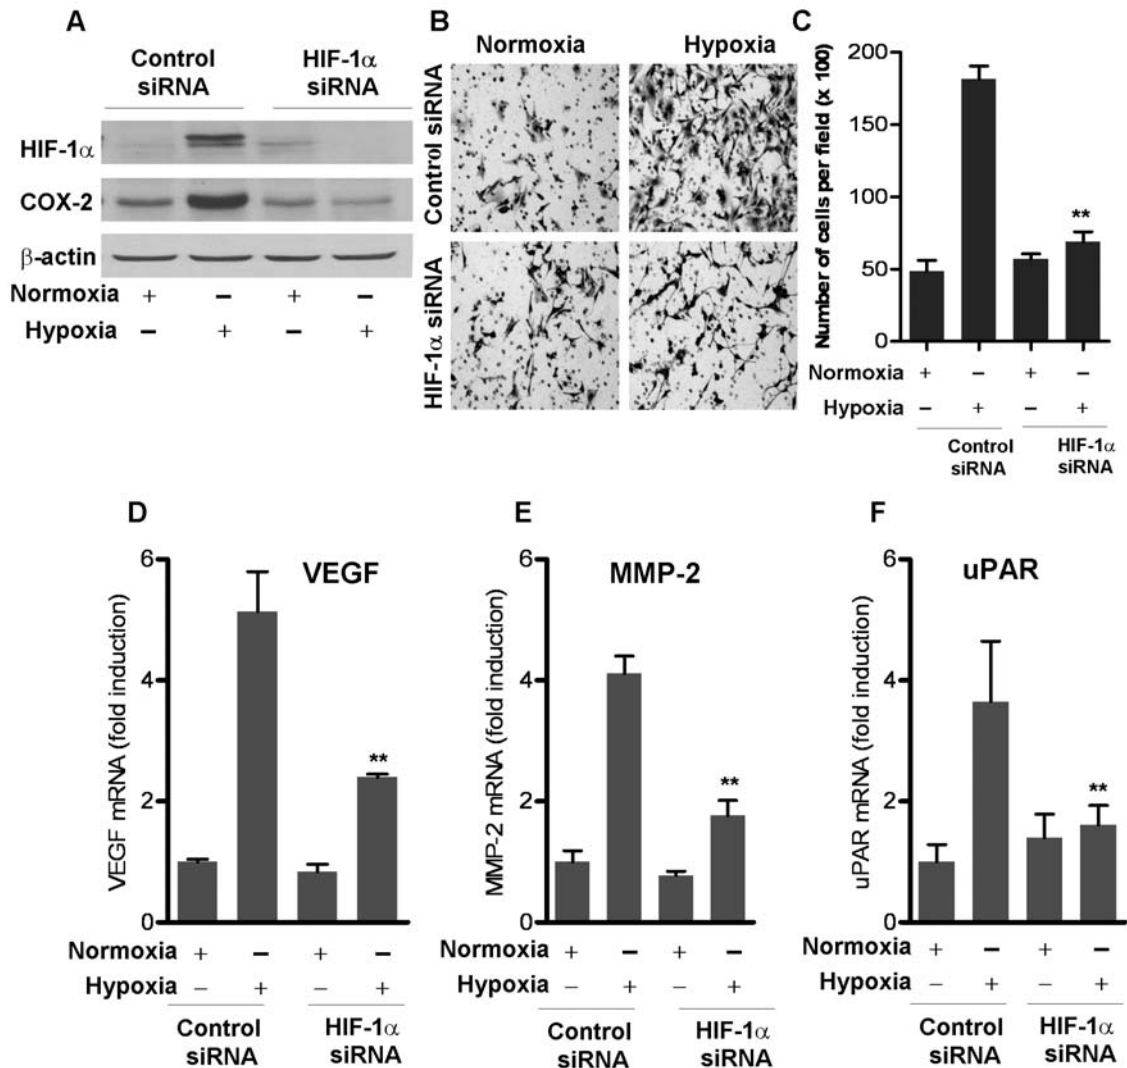 A
Control
siRNA
HIF-1α
siRNA
HIF-1α
COX-2
β-actin
Normoxia + − + −
Hypoxia − + − +
B
Normoxia Hypoxia
Control siRNA
HIF-1α siRNA
C
Number of cells per field (x 100)
200
150
100
50
0
**
Normoxia + − + −
Hypoxia − + − +
Control
siRNA
HIF-1α
siRNA
D
VEGF
VEGF mRNA (fold induction)
6
4
2
0
**
Normoxia + − + −
Hypoxia − + − +
Control
siRNA
HIF-1α
siRNA
E
MMP-2
MMP-2 mRNA (fold induction)
6
4
2
0
**
Normoxia + − + −
Hypoxia − + − +
Control
siRNA
HIF-1α
siRNA
F
uPAR
uPAR mRNA (fold induction)
6
4
2
0
**
Normoxia + − + −
Hypoxia − + − +
Control
siRNA
HIF-1α
siRNA